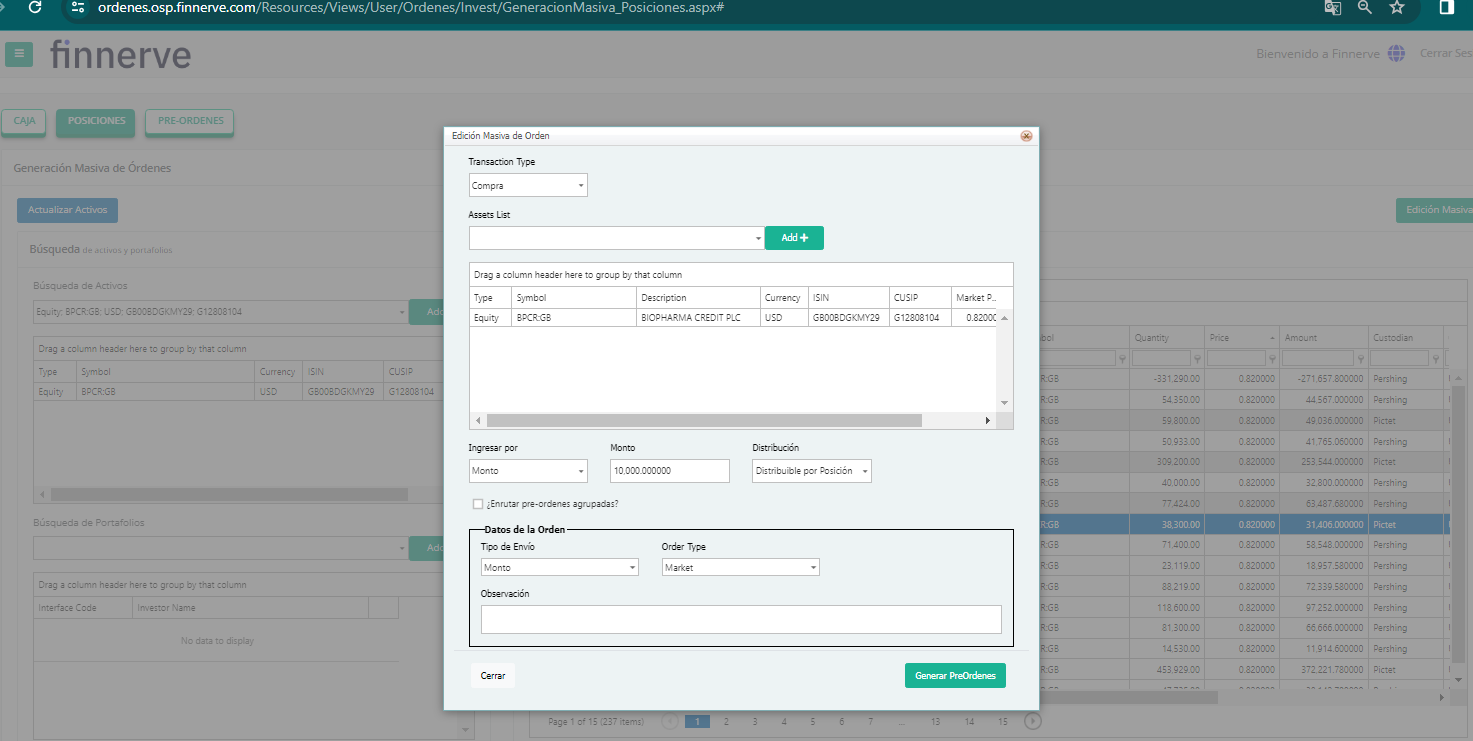 ordenes.osp.finnerve.com/Resources/Views/User/Ordenes/Invest/GeneracionMasiva_Posiciones.aspx#
finnerve
Bienvenido a Finnerve
Cerrar Ses
CAJA
POSICIONES
PRE-ORDENES
Generación Masiva de Órdenes
Actualizar Activos
Edición Masiva
Búsqueda de activos y portafolios
Búsqueda de Activos
Equity: BPCR:GB: USD: GB00BDGKMY29: G12808104
Add
Drag a column header here to group by that column
Type Symbol Currency ISIN CUSIP
Equity BPCR:GB USD GB00BDGKMY29 G12808104
Búsqueda de Portafolios
Add
Drag a column header here to group by that column
Interface Code Investor Name
No data to display
Edición Masiva de Orden
Transaction Type
Compra
Assets List
Add +
Drag a column header here to group by that column
Type Symbol Description Currency ISIN CUSIP Market P...
Equity BPCR:GB BIOPHARMA CREDIT PLC USD GB00BDGKMY29 G12808104 0.82000
Ingresar por Monto Distribución
Monto 10,000.000000 Distribuible por Posición
¿Enrutar pre-ordenes agrupadas?
Datos de la Orden
Tipo de Envío Order Type
Monto Market
Observación
Cerrar
Generar PreOrdenes
bol Quantity Price Amount Custodian
R:GB -331,290.00 0.820000 -271,657.800000 Pershing
R:GB 54,350.00 0.820000 44,567.000000 Pershing
R:GB 59,800.00 0.820000 49,036.000000 Pictet
R:GB 50,933.00 0.820000 41,765.060000 Pershing
R:GB 309,200.00 0.820000 253,544.000000 Pictet
R:GB 40,000.00 0.820000 32,800.000000 Pershing
R:GB 77,424.00 0.820000 63,487.680000 Pershing
R:GB 38,300.00 0.820000 31,406.000000 Pictet
R:GB 71,400.00 0.820000 58,548.000000 Pershing
R:GB 23,119.00 0.820000 18,957.580000 Pershing
R:GB 88,219.00 0.820000 72,339.580000 Pershing
R:GB 118,600.00 0.820000 97,252.000000 Pershing
R:GB 81,300.00 0.820000 66,666.000000 Pershing
R:GB 14,530.00 0.820000 11,914.600000 Pershing
R:GB 453,929.00 0.820000 372,221.780000 Pictet
Page 1 of 15 (237 items) 1 2 3 4 5 6 7 ... 13 14 15